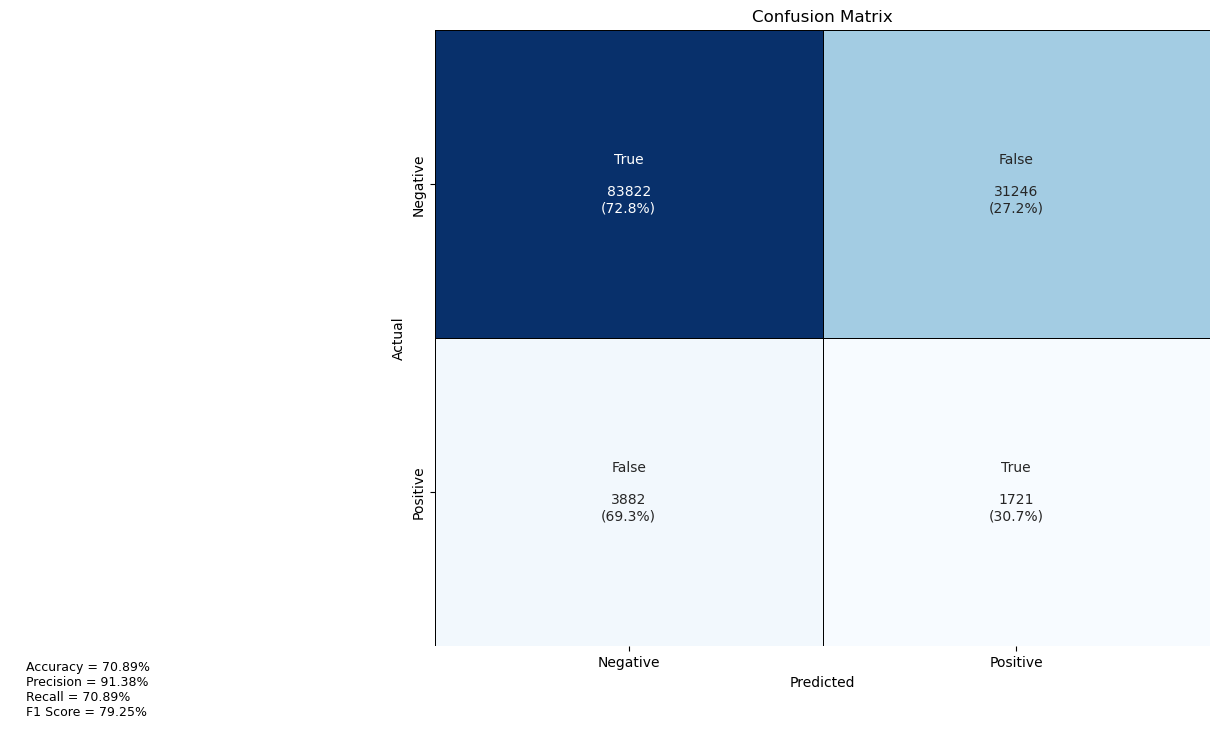 Confusion Matrix
Negative
True
83822
(72.8%)
False
31246
(27.2%)
Actual
Positive
False
3882
(69.3%)
True
1721
(30.7%)
Negative
Positive
Predicted
Accuracy = 70.89%
Precision = 91.38%
Recall = 70.89%
F1 Score = 79.25%